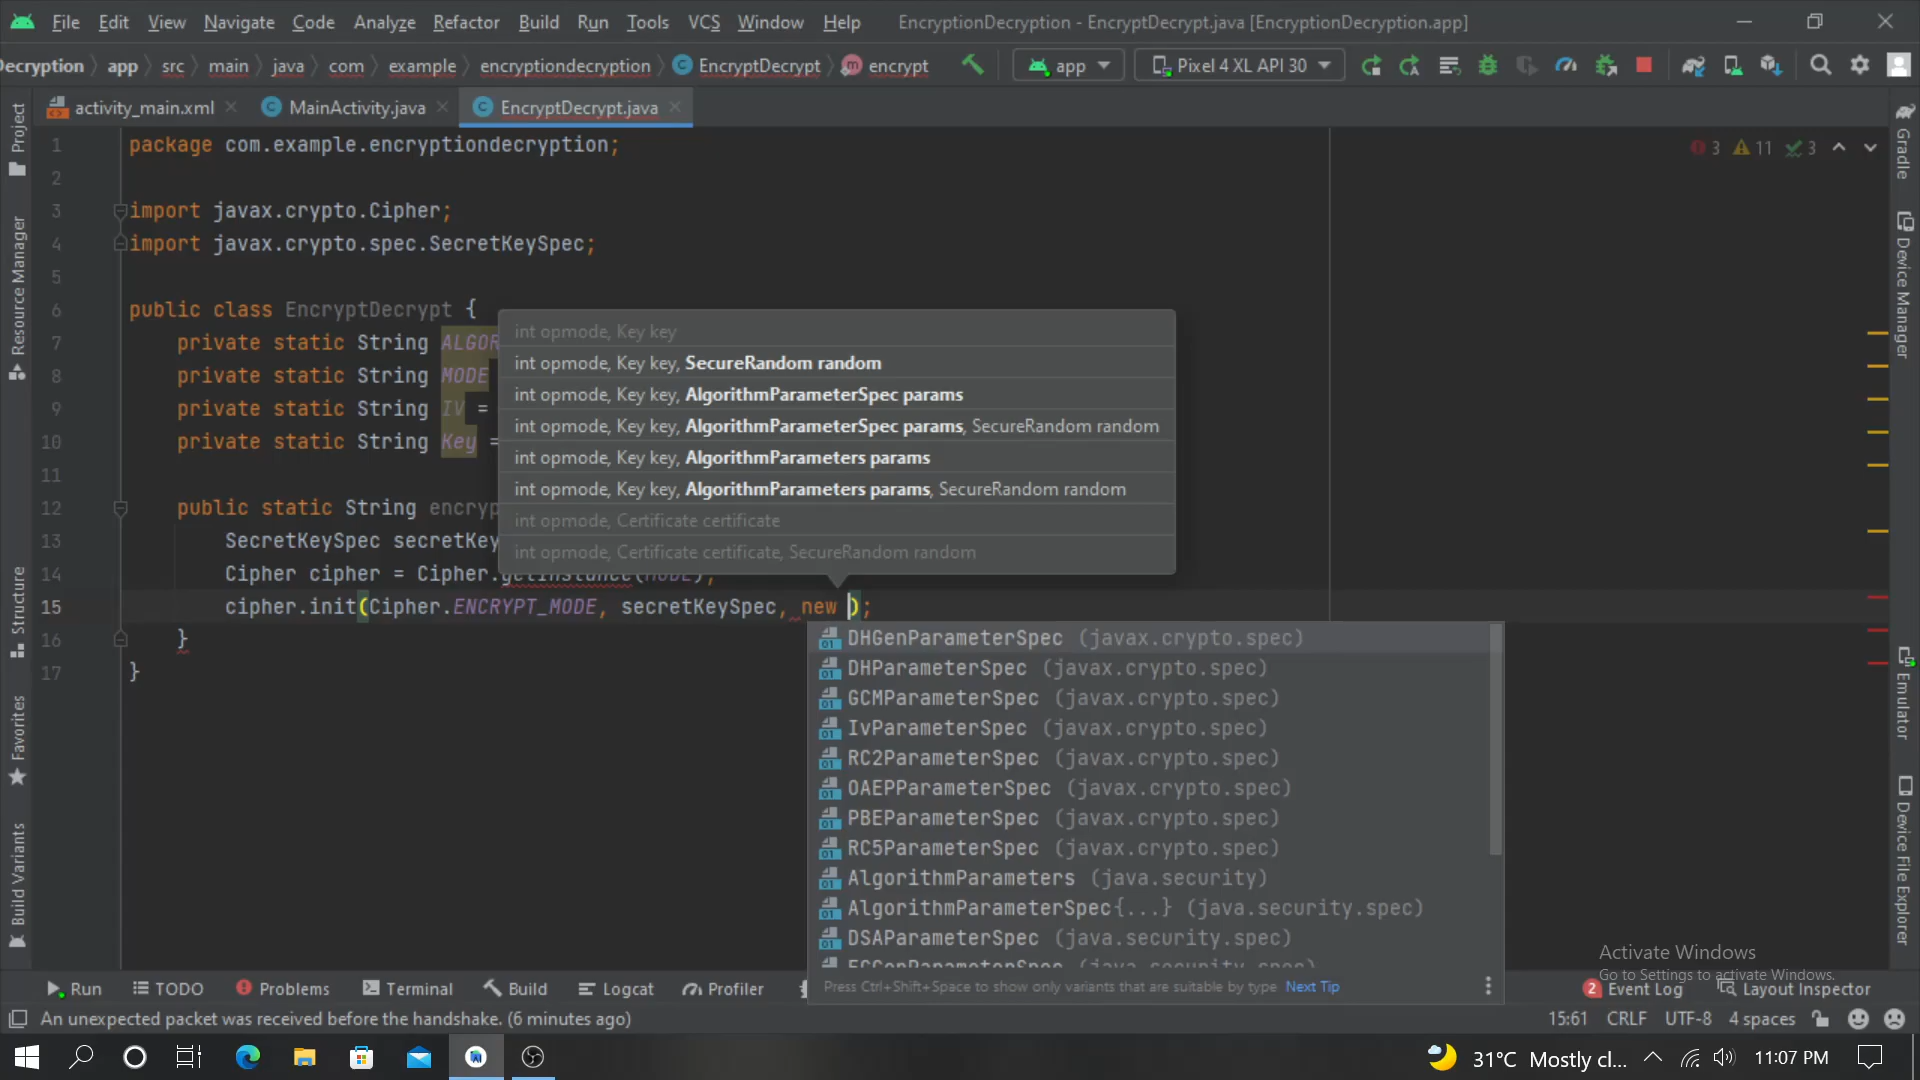 File Edit View Navigate Code Analyze Refactor Build Run Tools VCS Window Help EncryptionDecryption - EncryptDecrypt.java [EncryptionDecryption.app]
Decryption app src main java com example encryptiondecryption EncryptDecrypt encrypt app Pixel 4 XL API 30
activity_main.xml MainActivity.java EncryptDecrypt.java
Project
Resource Manager
Structure
Favorites
Build Variants
3 11 3
1 package com.example.encryptiondecryption;
2
3 import javax.crypto.Cipher;
4 import javax.crypto.spec.SecretKeySpec;
5
6 public class EncryptDecrypt {
7 private static String ALGOR
8 private static String MODE
9 private static String IV =
10 private static String Key =
11
12 public static String encryp
13 SecretKeySpec secretKey
14 Cipher cipher = Cipher.getInstance(MODE);
15 cipher.init(Cipher.ENCRYPT_MODE, secretKeySpec, new );
16 }
17 }
int opmode, Key key
int opmode, Key key, SecureRandom random
int opmode, Key key, AlgorithmParameterSpec params
int opmode, Key key, AlgorithmParameterSpec params, SecureRandom random
int opmode, Key key, AlgorithmParameters params
int opmode, Key key, AlgorithmParameters params, SecureRandom random
int opmode, Certificate certificate
int opmode, Certificate certificate, SecureRandom random
DHGenParameterSpec (javax.crypto.spec)
DHParameterSpec (javax.crypto.spec)
GCMParameterSpec (javax.crypto.spec)
IvParameterSpec (javax.crypto.spec)
RC2ParameterSpec (javax.crypto.spec)
OAEPParameterSpec (javax.crypto.spec)
PBEParameterSpec (javax.crypto.spec)
RC5ParameterSpec (javax.crypto.spec)
AlgorithmParameters (java.security)
AlgorithmParameterSpec{...} (java.security.spec)
DSAParameterSpec (java.security.spec)
ECGenParameterSpec (java.security.spec)
Press Ctrl+Shift+Space to show only variants that are suitable by type Next Tip
Gradle
Device Manager
Emulator
Device File Explorer
Activate Windows
Go to Settings to activate Windows.
Run TODO Problems Terminal Build Logcat Profiler 2 Event Log Layout Inspector
An unexpected packet was received before the handshake. (6 minutes ago) 15:61 CRLF UTF-8 4 spaces
31°C Mostly cl... 11:07 PM